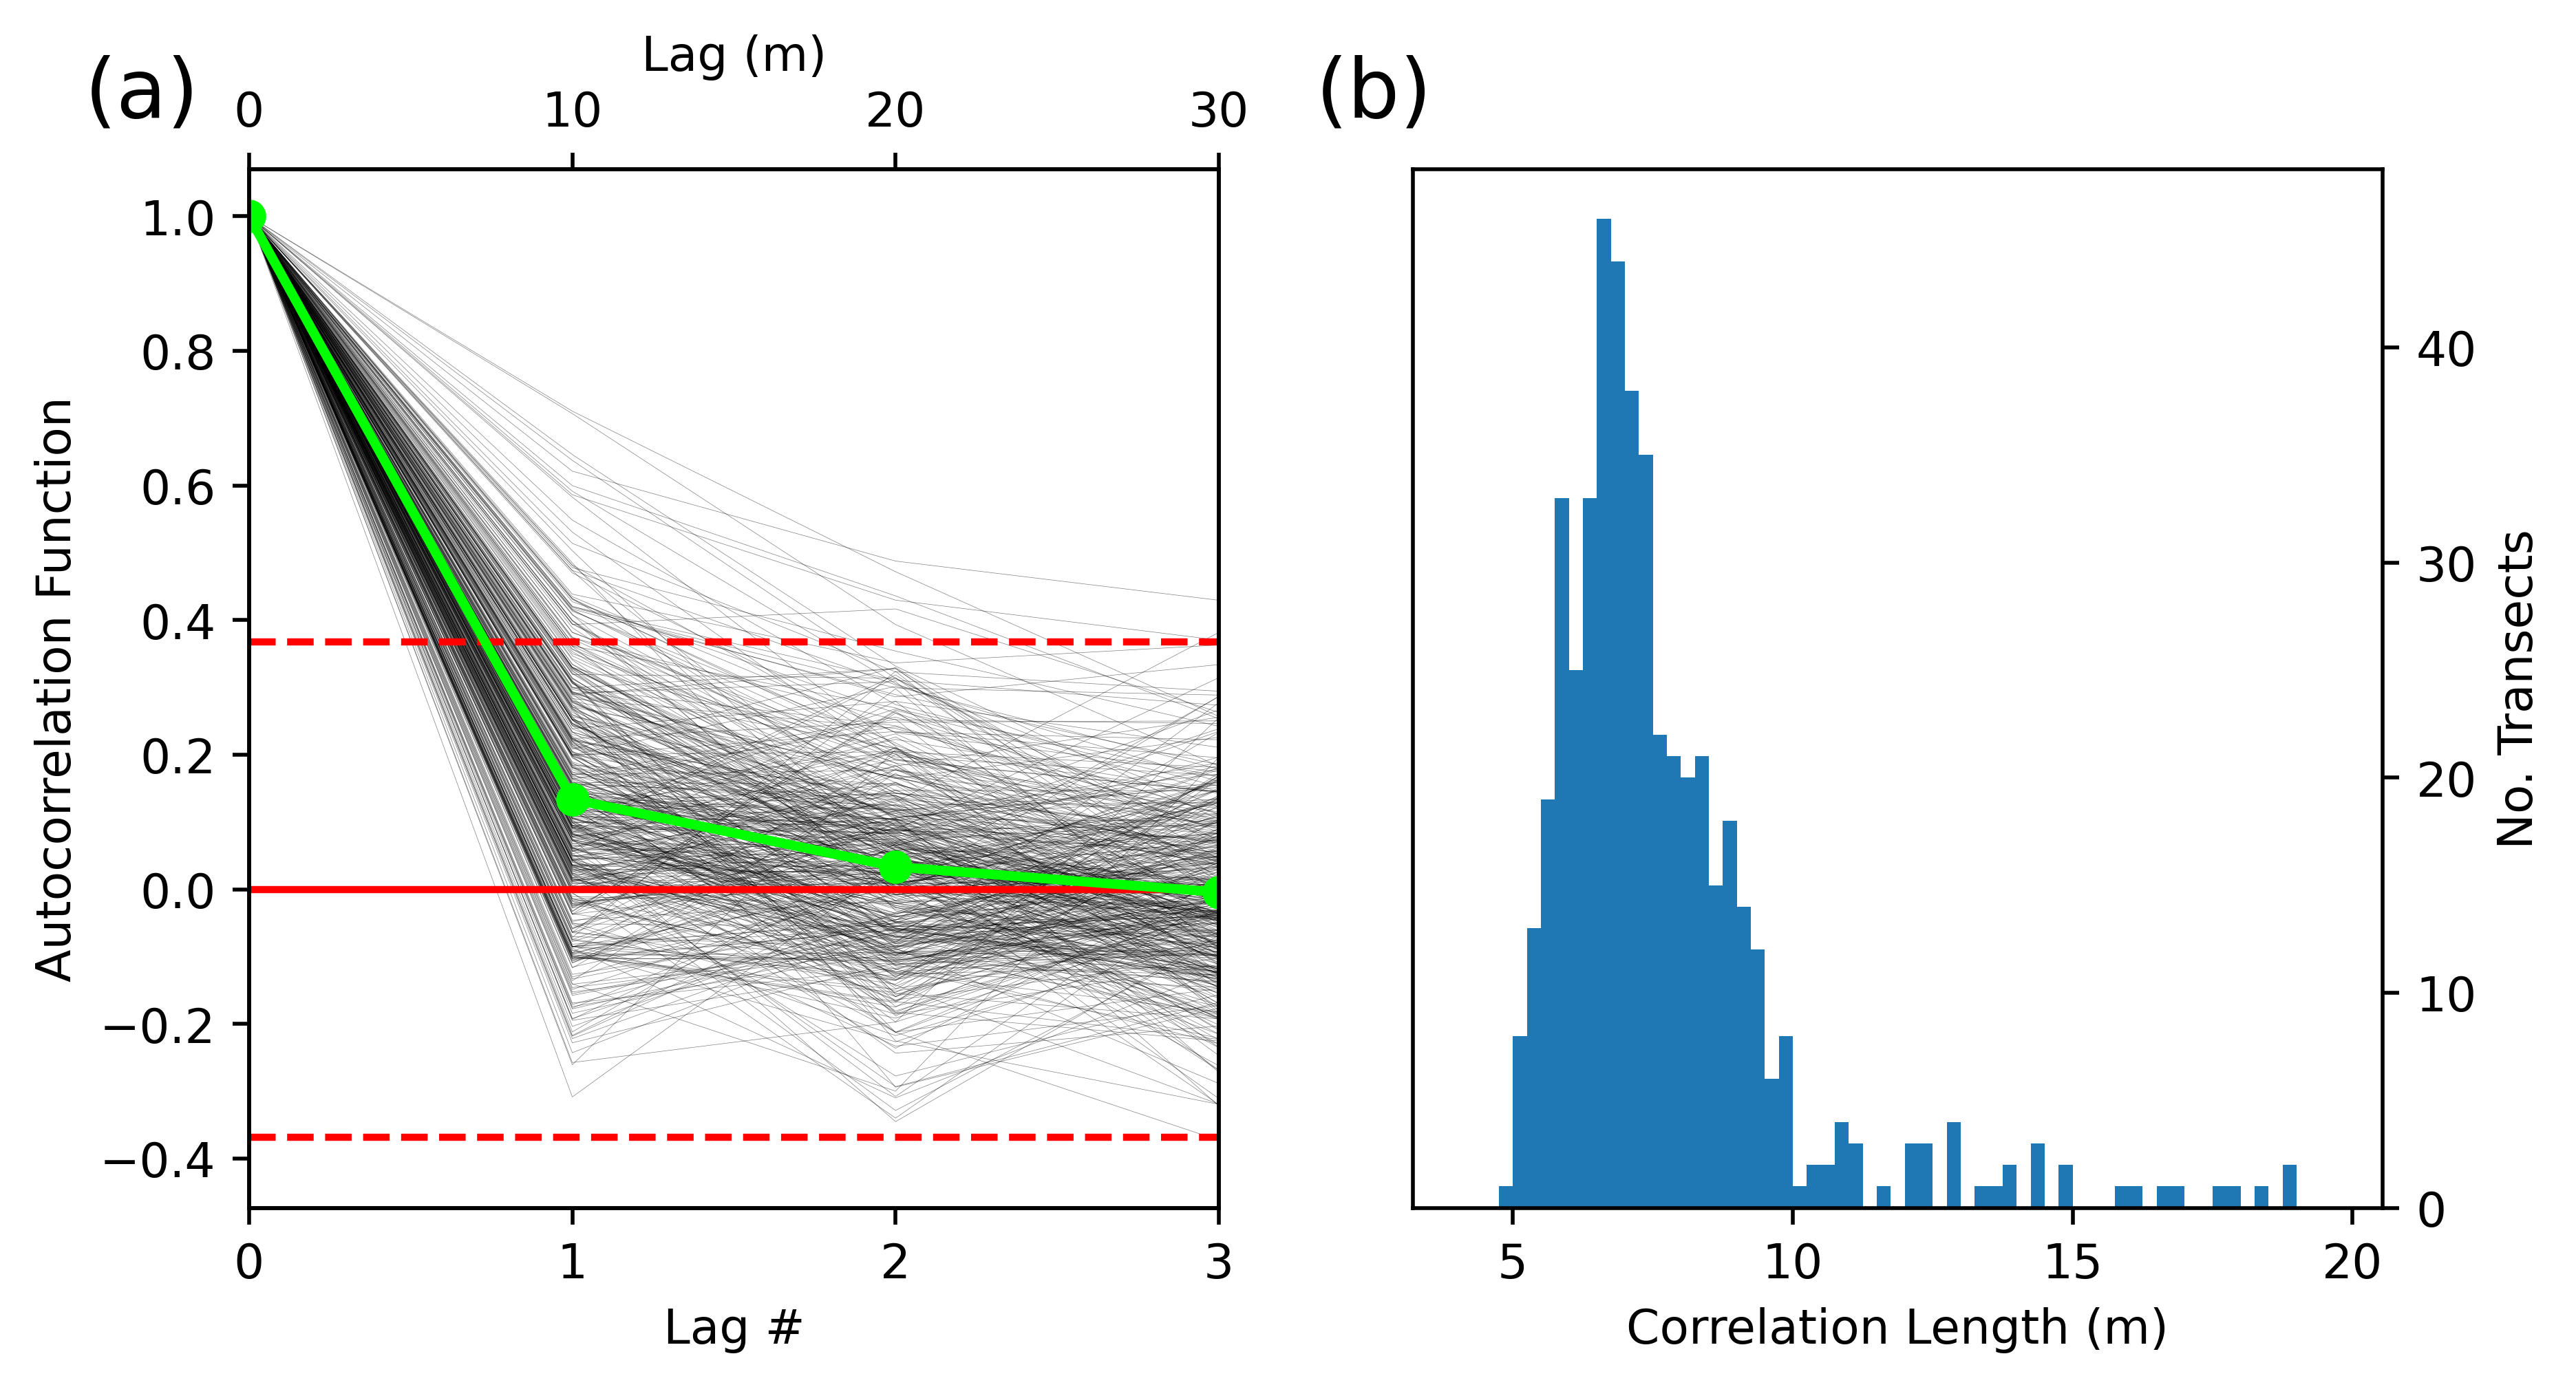 (a)
Lag (m)
0 10 20 30
1.0
0.8
0.6
0.4
0.2
0.0
−0.2
−0.4
Autocorrelation Function
0 1 2 3
Lag #
(b)
40
30
20
10
0
No. Transects
5 10 15 20
Correlation Length (m)